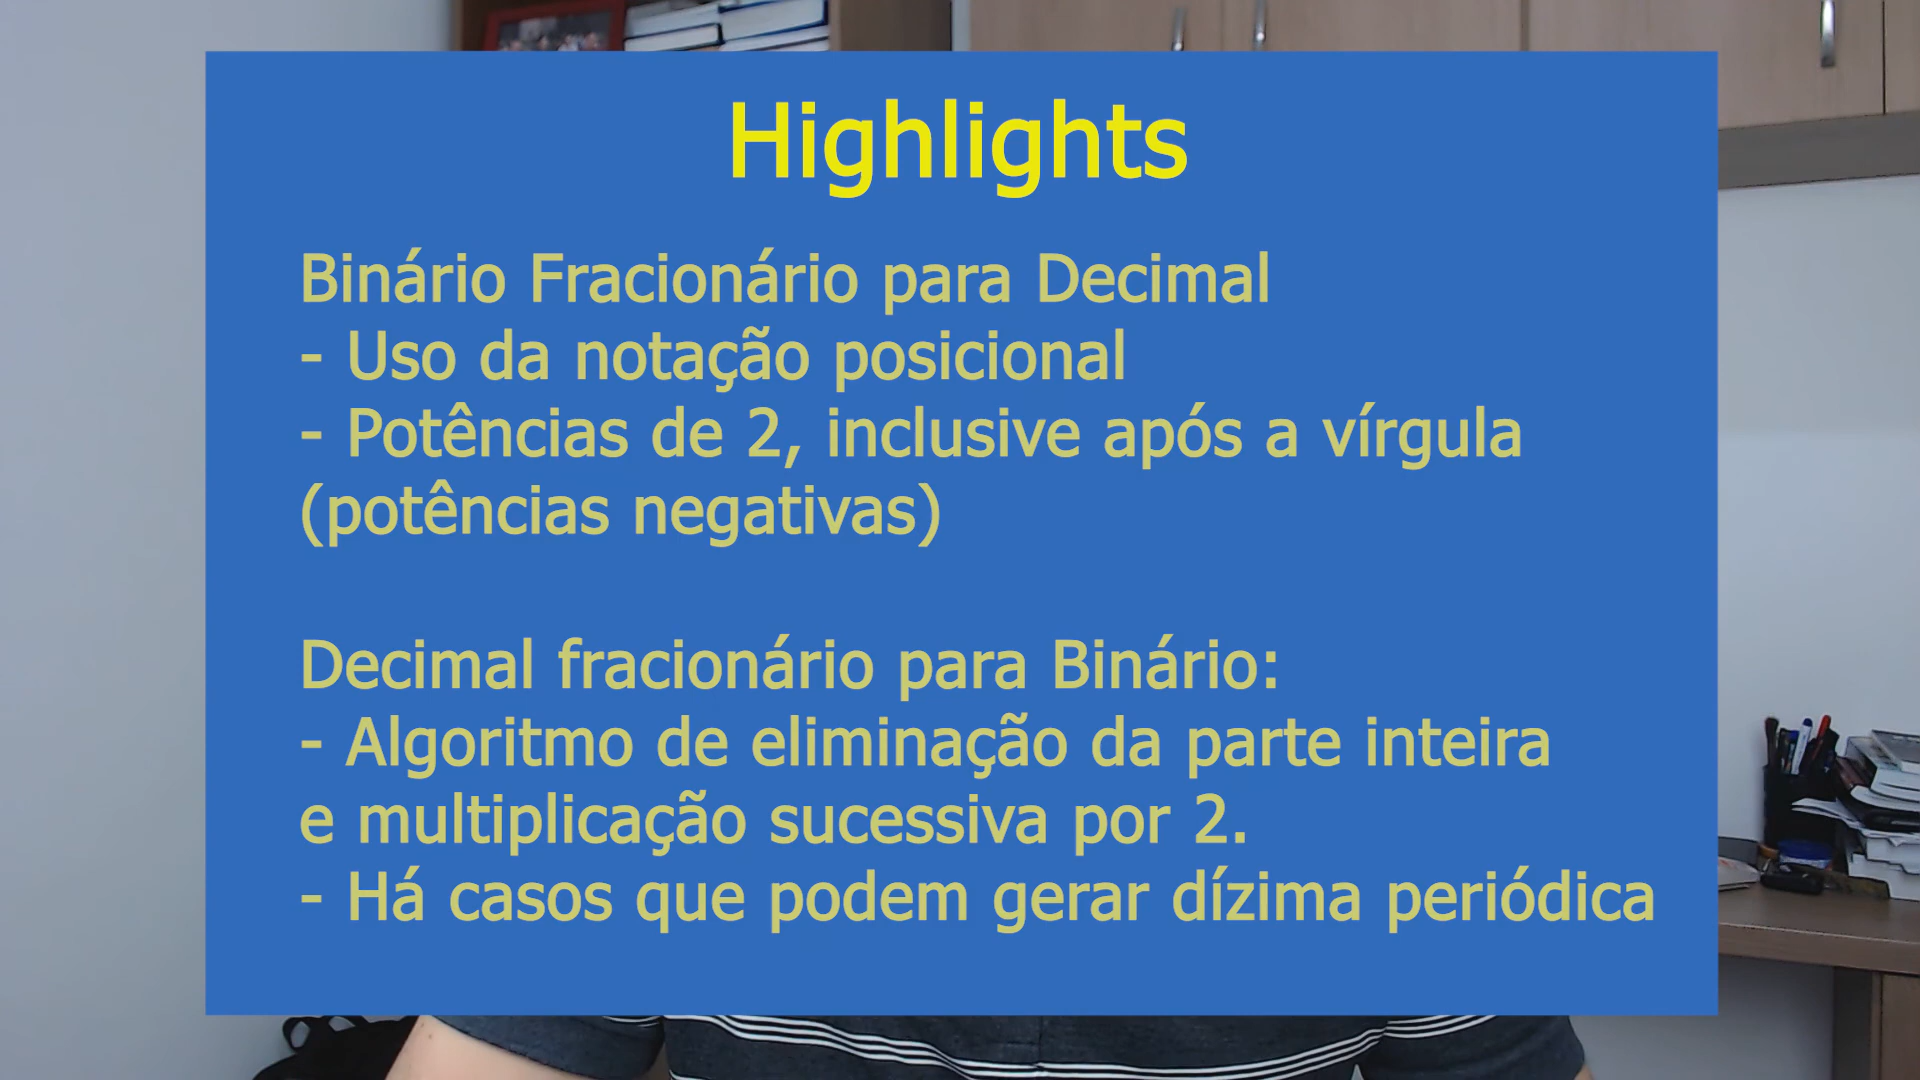 Highlights
Binário Fracionário para Decimal
- Uso da notação posicional
- Potências de 2, inclusive após a vírgula
(potências negativas)
Decimal fracionário para Binário:
- Algoritmo de eliminação da parte inteira
e multiplicação sucessiva por 2.
- Há casos que podem gerar dízima periódica